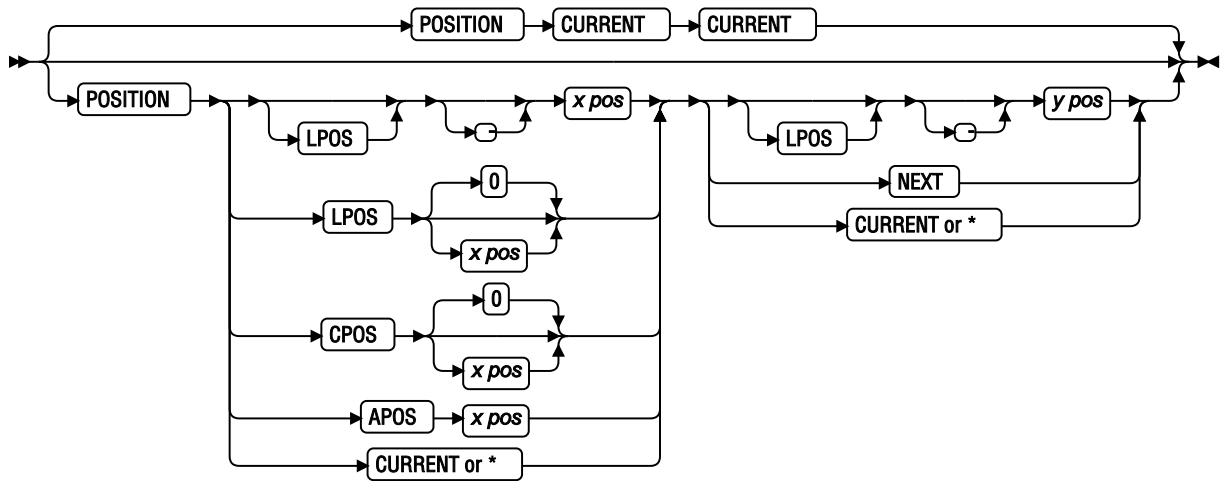 POSITION CURRENT CURRENT
POSITION - x pos - y pos
LPOS LPOS
0 NEXT
LPOS
CURRENT or *
x pos
0
CPOS
x pos
APOS x pos
CURRENT or *